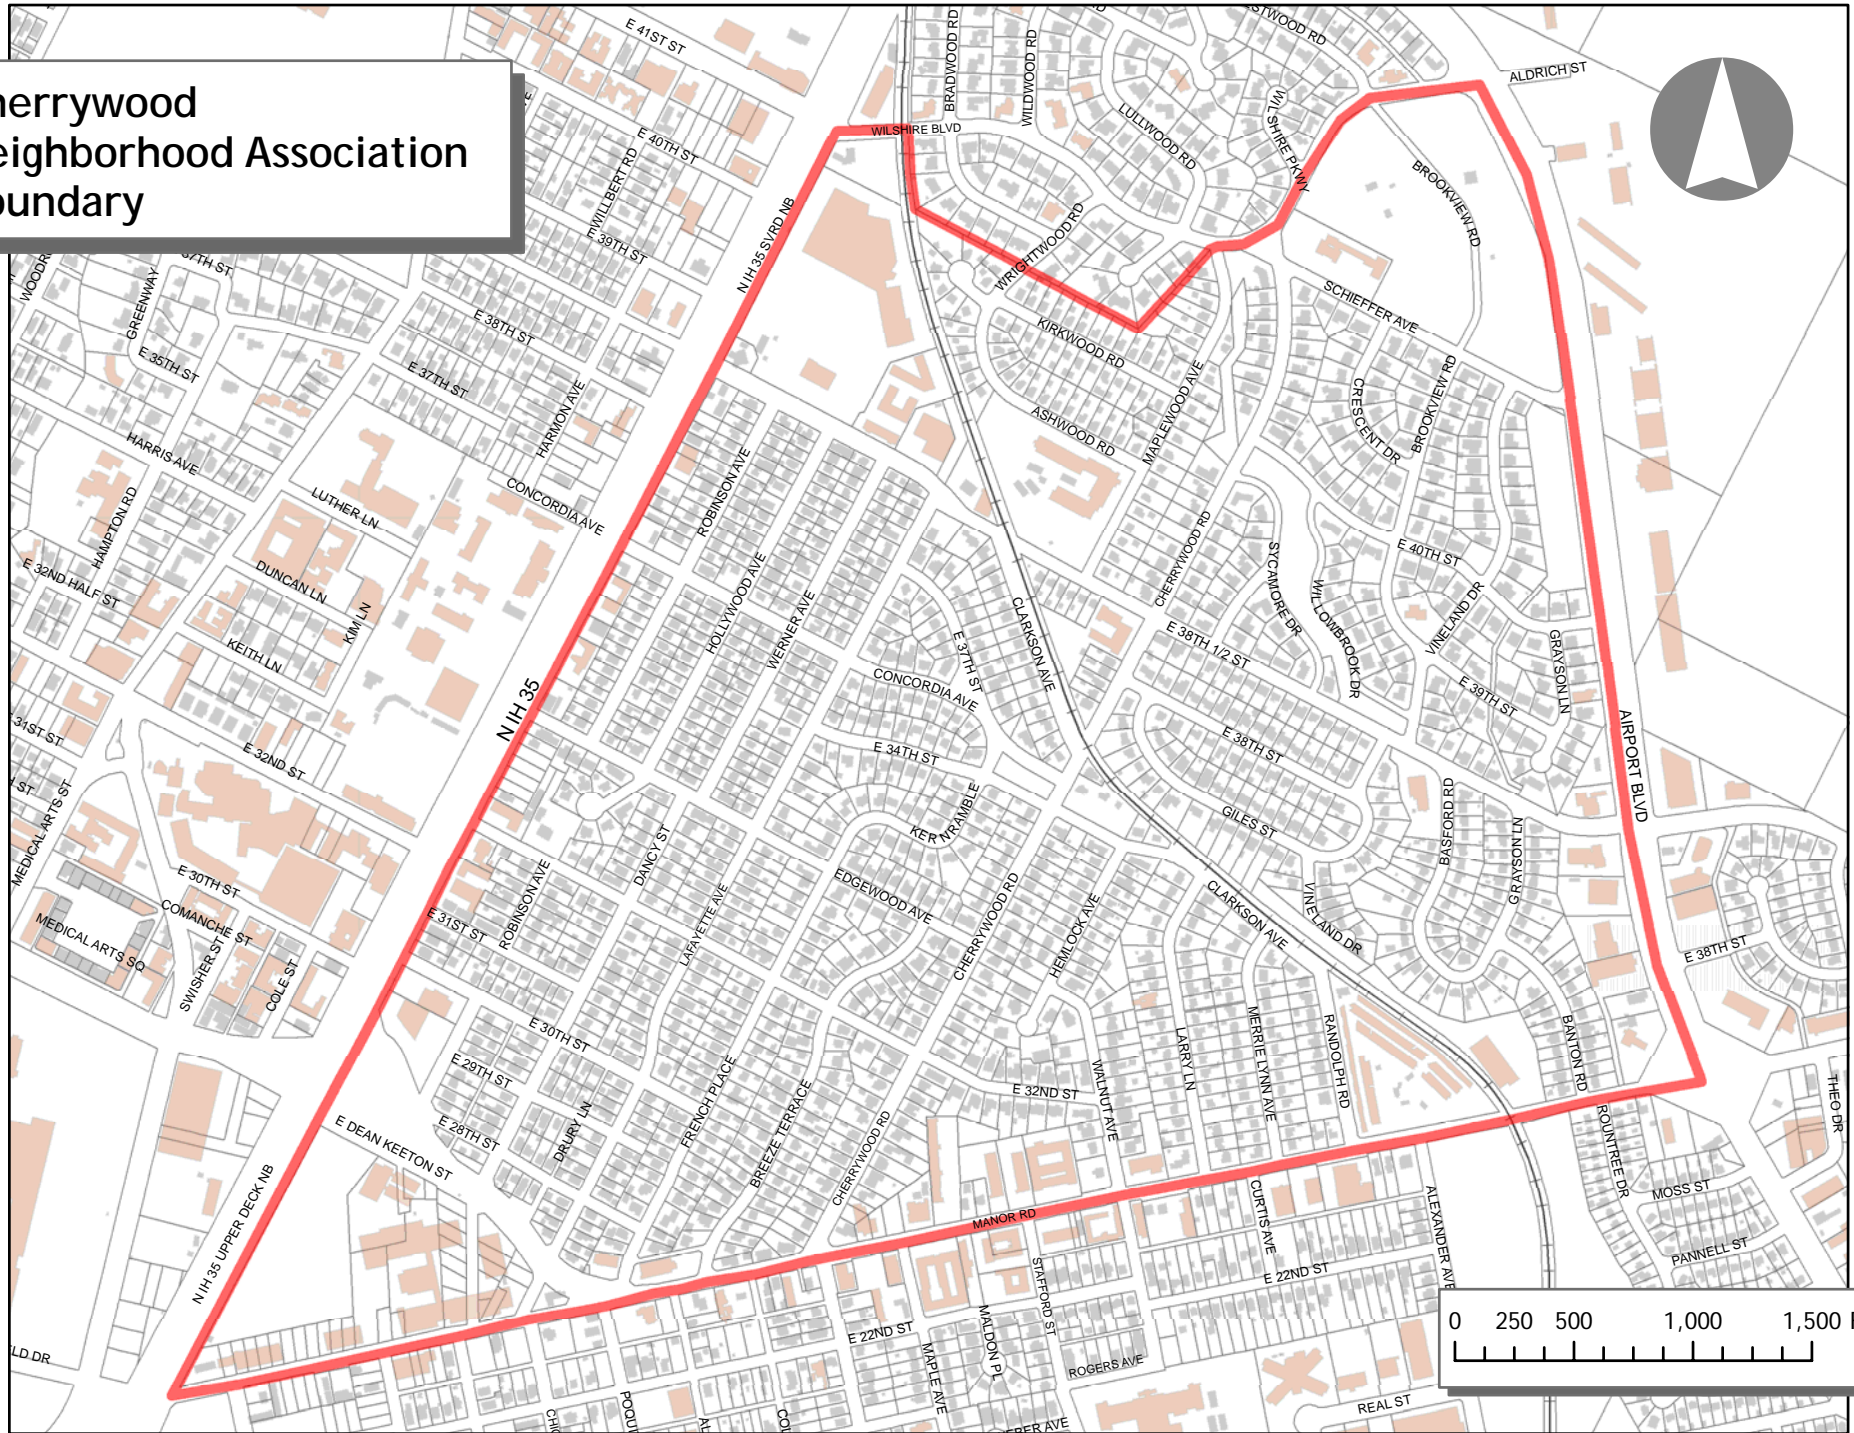 herrywood
eighborhood Association
oundary
E 41ST ST
BRADWOOD RD
WILDWOOD RD
STWOOD RD
ALDRICH ST
WILSHIRE BLVD
LULLWOOD RD
WILSHIRE PKWY
E 40TH ST
WILLBERT RD
E 39TH ST
N IH 35 SVRD NB
BROOKVIEW RD
WRIGHTWOOD RD
37TH ST
GREENWAY
E 38TH ST
E 35TH ST
E 37TH ST
KIRKWOOD RD
SCHIEFFER AVE
MAPLEWOOD AVE
CRESCENT DR
BROOKVIEW RD
HARMON AVE
ASHWOOD RD
HARRIS AVE
ROBINSON AVE
HAMPTON RD
LUTHER LN
CONCORDIA AVE
E 32ND HALF ST
DUNCAN LN
KIM LN
KEITH LN
HOLLYWOOD AVE
WERNER AVE
E 37TH ST
CLARKSON AVE
CHERRYWOOD RD
SYCAMORE DR
WILLOWBROOK DR
E 40TH ST
VINELAND DR
GRAYSON LN
E 38TH 1/2 ST
CONCORDIA AVE
E 39TH ST
N IH 35
31ST ST
E 32ND ST
E 34TH ST
E 38TH ST
AIRPORT BLVD
MEDICAL ARTS ST
KERN RAMBLE
GILES ST
BASFORD RD
GRAYSON LN
DANCY ST
E 30TH ST
EDGEWOOD AVE
CLARKSON AVE
VINELAND DR
COMANCHE ST
MEDICAL ARTS SQ
SWISHER ST
COLE ST
E 31ST ST
ROBINSON AVE
LAFAYETTE AVE
CHERRYWOOD RD
HEMLOCK AVE
E 38TH ST
E 30TH ST
E 29TH ST
E 28TH ST
DRURY LN
FRENCH PLACE
BREEZE TERRACE
CHERRYWOOD RD
E 32ND ST
WALNUT AVE
LARRY LN
MERRIE LYNN AVE
RANDOLPH RD
BANTON RD
ROUNTREE DR
THEO DR
E DEAN KEETON ST
N IH 35 UPPER DECK NB
MANOR RD
MOSS ST
PANNELL ST
STAFFORD ST
CURTIS AVE
ALEXANDER AVE
E 22ND ST
E 22ND ST
MAPLE AVE
MALDON PL
ROGERS AVE
REAL ST
LD DR
0 250 500 1,000 1,500